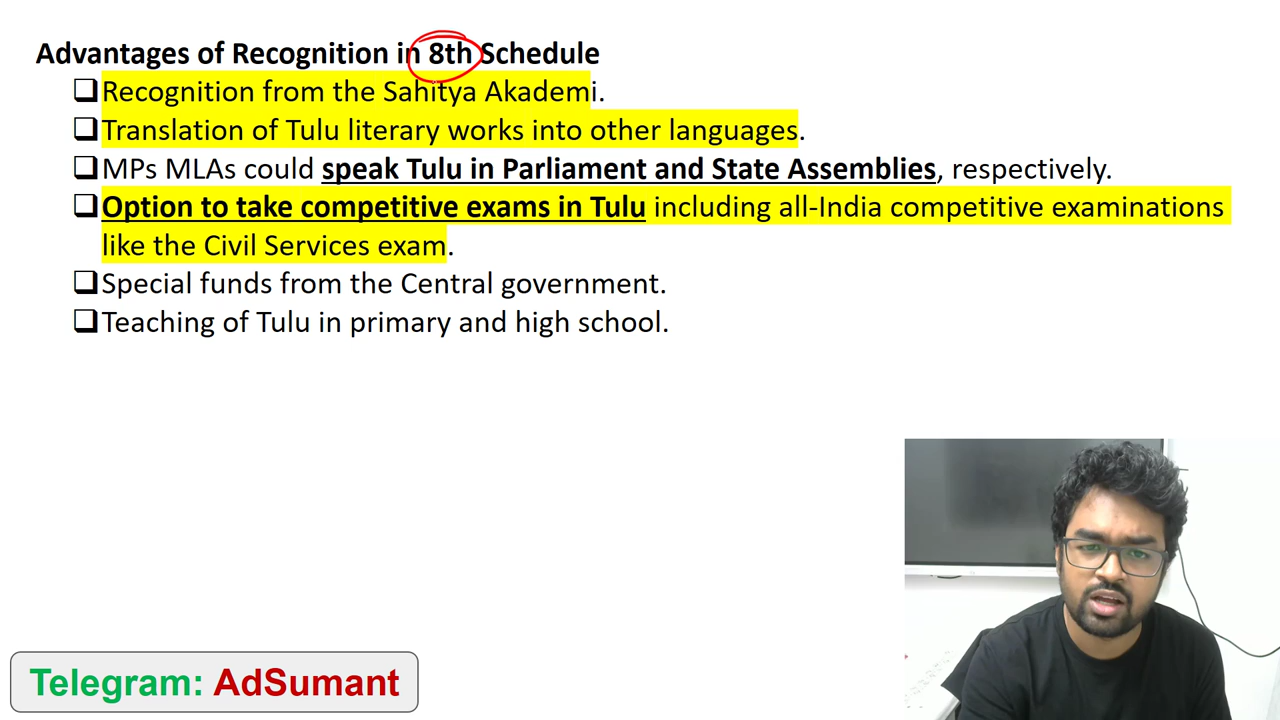 Advantages of Recognition in 8th Schedule
❑Recognition from the Sahitya Akademi.
❑Translation of Tulu literary works into other languages.
❑MPs MLAs could speak Tulu in Parliament and State Assemblies, respectively.
❑Option to take competitive exams in Tulu including all-India competitive examinations
like the Civil Services exam.
❑Special funds from the Central government.
❑Teaching of Tulu in primary and high school.
Telegram: AdSumant